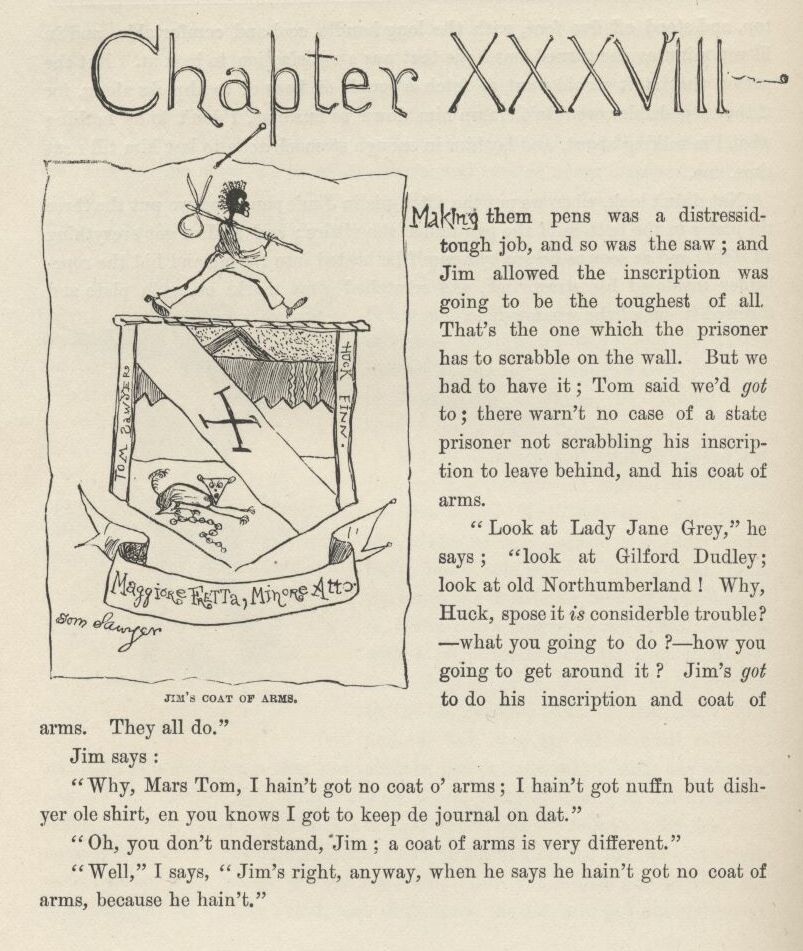 Chapter XXXVIII
Making them pens was a distressid-
tough job, and so was the saw; and
Jim allowed the inscription was
going to be the toughest of all.
That's the one which the prisoner
has to scrabble on the wall. But we
had to have it; Tom said we'd got
to; there warn't no case of a state
prisoner not scrabbling his inscrip-
tion to leave behind, and his coat of
arms.
"Look at Lady Jane Grey," he
says; "look at Gilford Dudley;
look at old Northumberland! Why,
Huck, spose it is considerble trouble?
—what you going to do?—how you
going to get around it? Jim's got
to do his inscription and coat of
TOM SAWYER
HUCK FINN.
Maggiore Fretta, Minore Atto.
Tom Sawyer
JIM'S COAT OF ARMS.
arms. They all do."
Jim says:
"Why, Mars Tom, I hain't got no coat o' arms; I hain't got nuffn but dish-
yer ole shirt, en you knows I got to keep de journal on dat."
"Oh, you don't understand, Jim; a coat of arms is very different."
"Well," I says, "Jim's right, anyway, when he says he hain't got no coat of
arms, because he hain't."